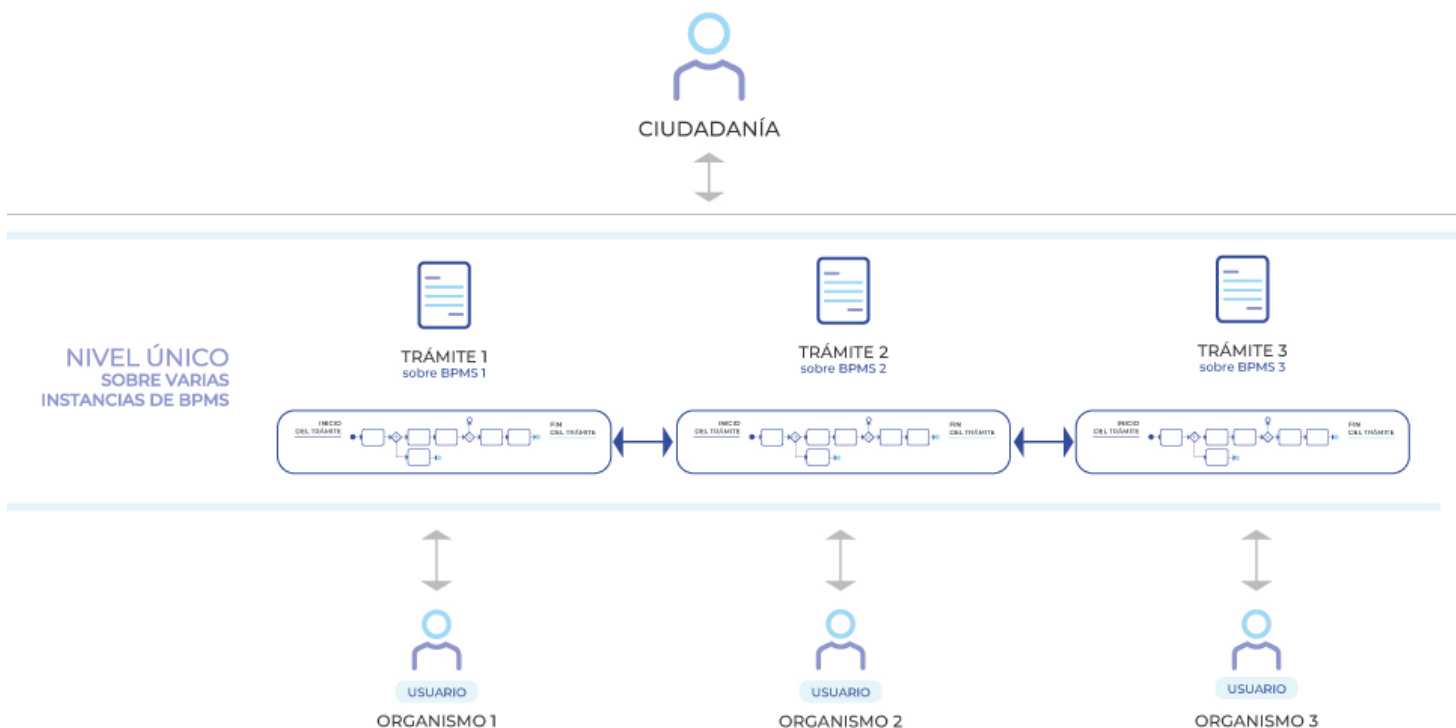 CIUDADANÍA
NIVEL ÚNICO
SOBRE VARIAS
INSTANCIAS DE BPMS
TRÁMITE 1
sobre BPMS 1
TRÁMITE 2
sobre BPMS 2
TRÁMITE 3
sobre BPMS 3
INICIO
DEL TRÁMITE
FIN
DEL TRÁMITE
INICIO
DEL TRÁMITE
FIN
DEL TRÁMITE
INICIO
DEL TRÁMITE
FIN
DEL TRÁMITE
USUARIO
ORGANISMO 1
USUARIO
ORGANISMO 2
USUARIO
ORGANISMO 3